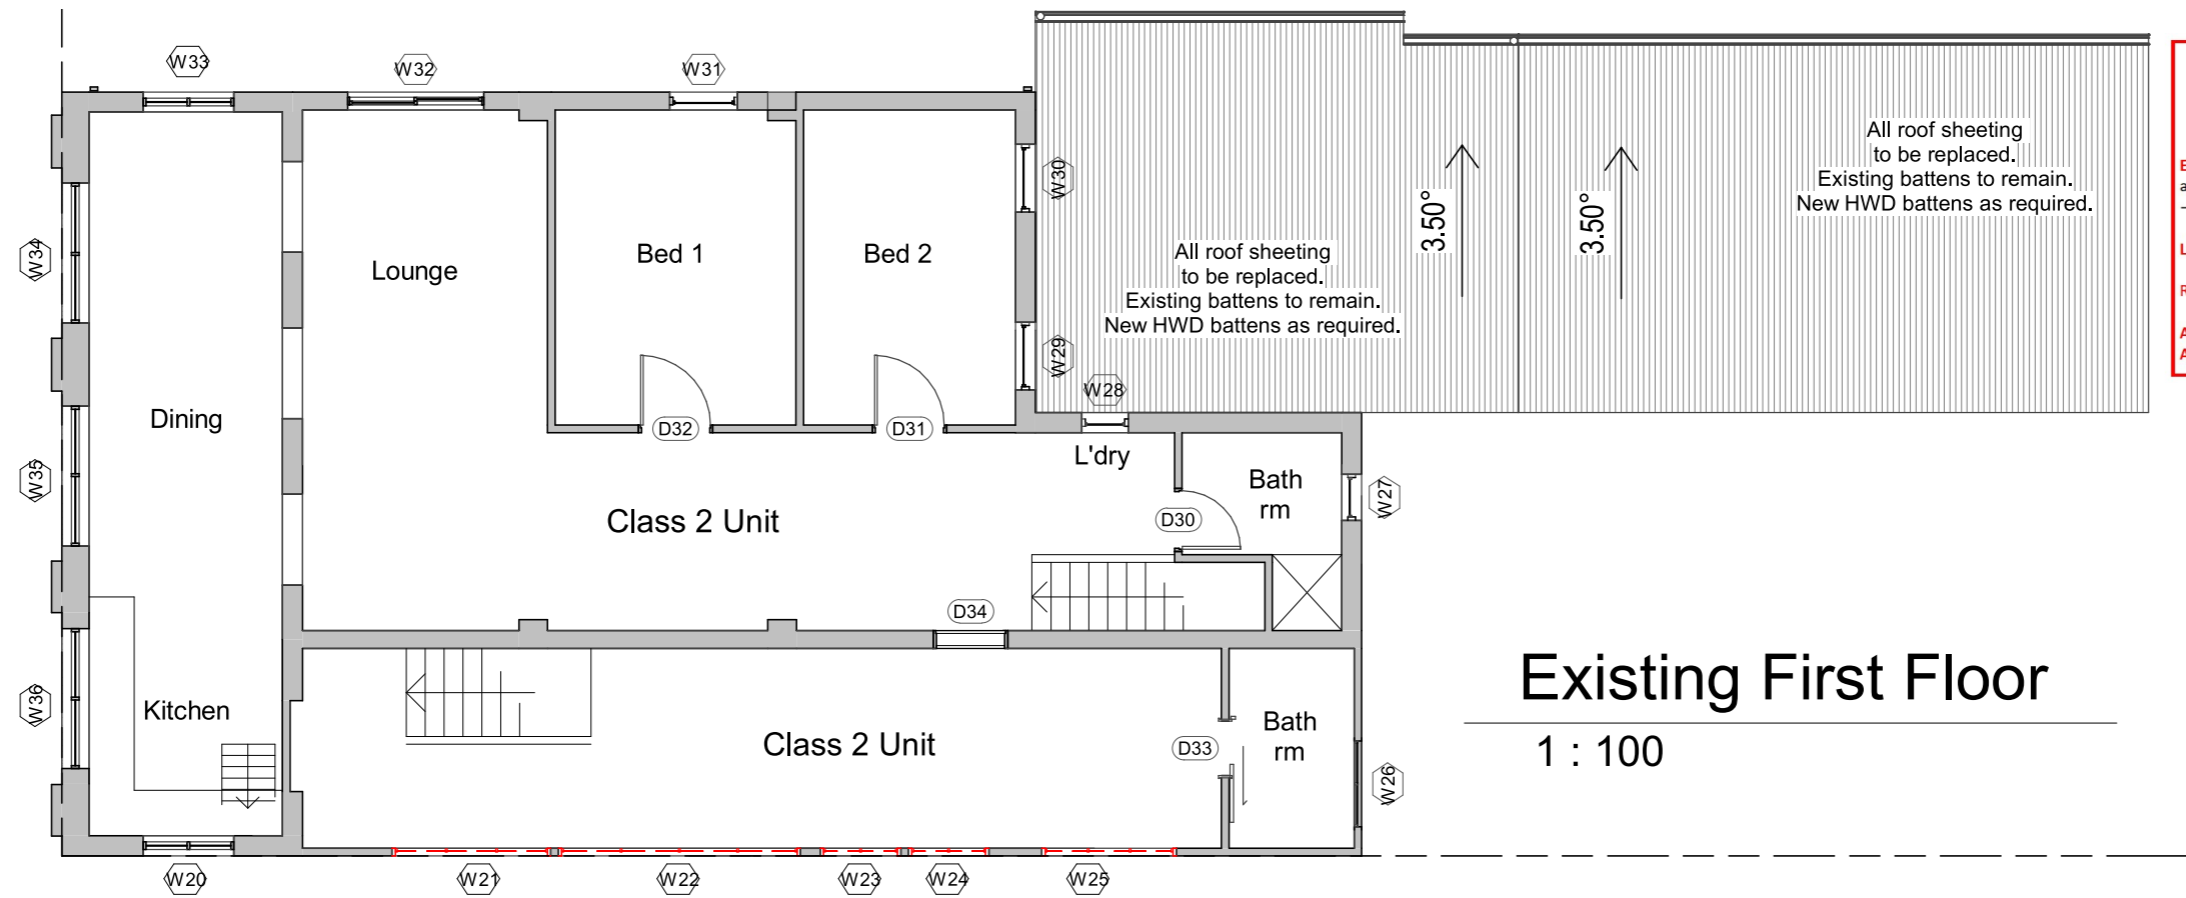 W33
W32
W31
All roof sheeting
to be replaced.
Existing battens to remain.
New HWD battens as required.
W30
3.50°
3.50°
W34
Lounge
Bed 1
Bed 2
All roof sheeting
to be replaced.
Existing battens to remain.
New HWD battens as required.
W29
W28
Dining
D32
D31
L'dry
W35
Class 2 Unit
Bath
rm
D30
W27
D34
W36
Kitchen
Class 2 Unit
D33
Bath
rm
W26
Existing First Floor
1 : 100
W20
W21
W22
W23
W24
W25